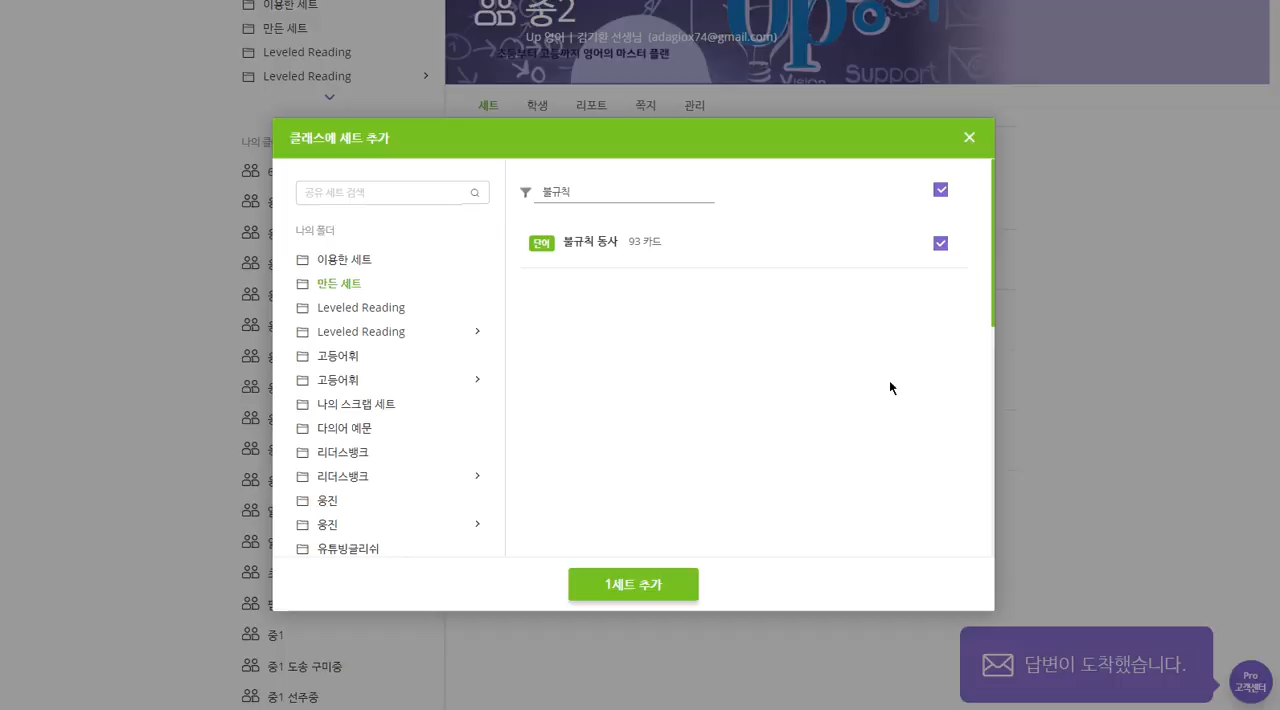 이용한 세트
만든 세트
Leveled Reading
Leveled Reading
중2
Up 영어 | 김기환 선생님 (adagiox74@gmail.com)
초등부터 고등까지 영어의 마스터 플랜
up
Vision
Support
세트
학생
리포트
쪽지
관리
나의 클
클래스에 세트 추가
공유 세트 검색
나의 폴더
이용한 세트
만든 세트
Leveled Reading
Leveled Reading
고등어휘
고등어휘
나의 스크랩 세트
다의어 예문
리더스뱅크
리더스뱅크
웅진
웅진
유튜빙글리쉬
불규칙
단어 불규칙 동사 93 카드
1세트 추가
중1
중1 도송 구미중
중1 선주중
답변이 도착했습니다.
Pro
고객센터